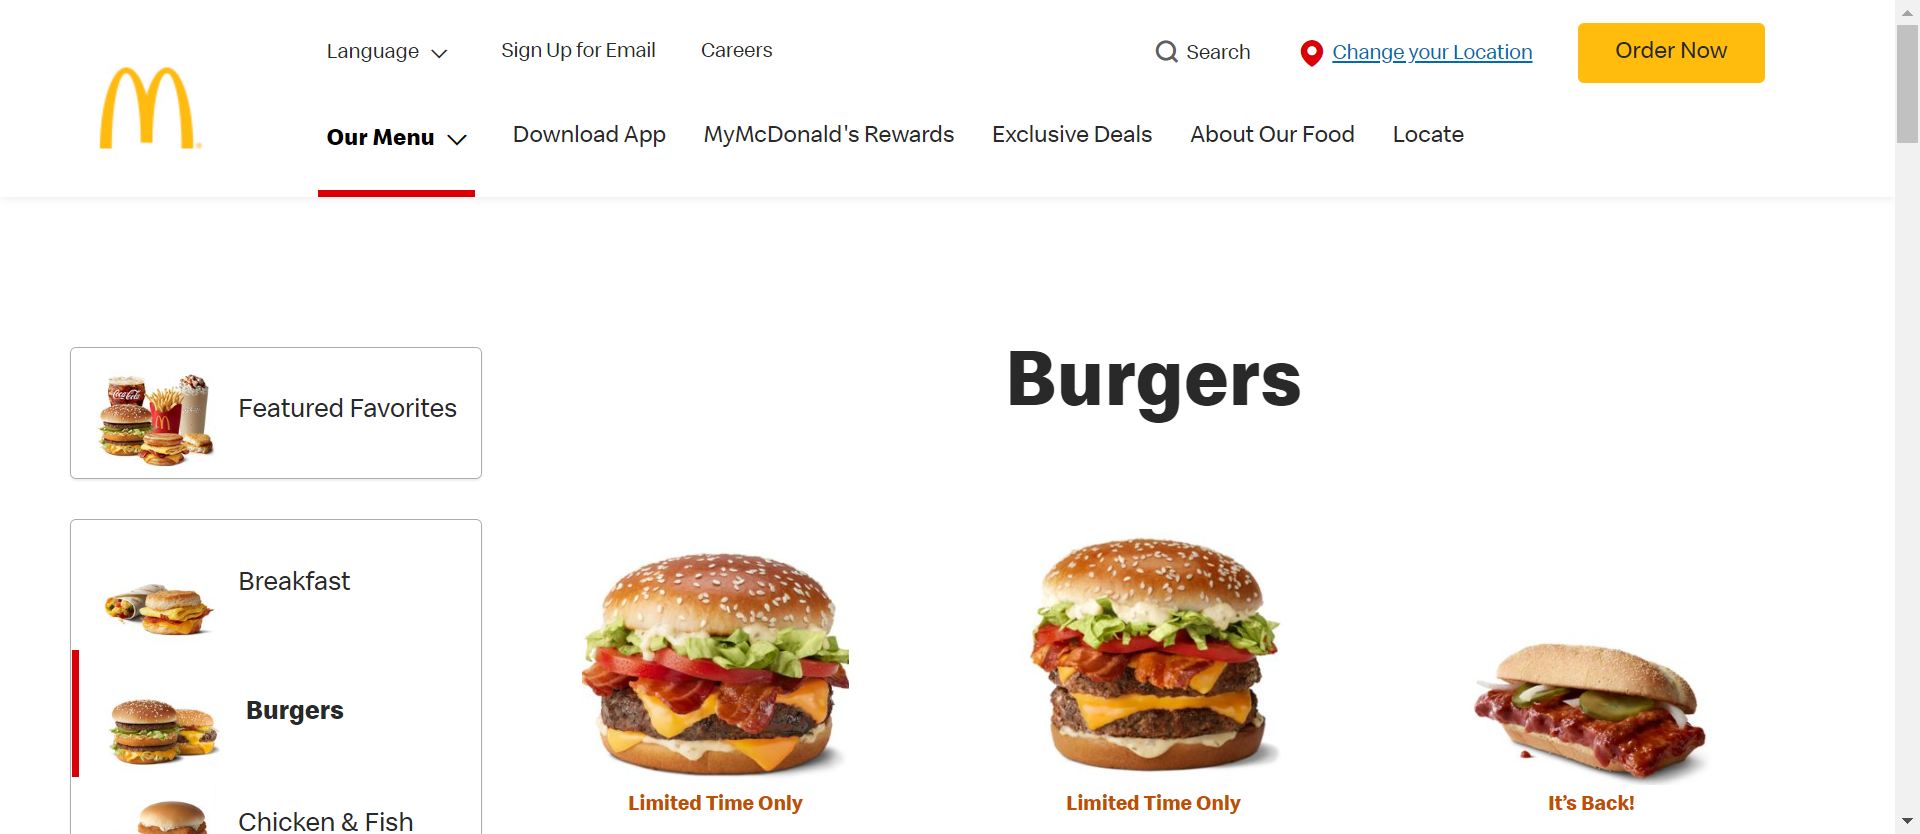 Language
Sign Up for Email
Careers
Search
Change your Location
Order Now
Our Menu
Download App
MyMcDonald's Rewards
Exclusive Deals
About Our Food
Locate
Burgers
Featured Favorites
Breakfast
Burgers
Chicken & Fish
Limited Time Only
Limited Time Only
It’s Back!
Coca-Cola